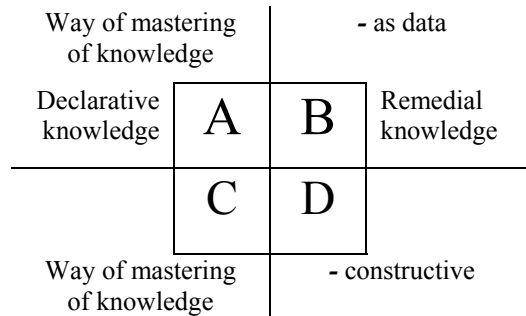 Way of mastering
of knowledge
- as data
Declarative
knowledge
A
B
Remedial
knowledge
C
D
Way of mastering
of knowledge
- constructive